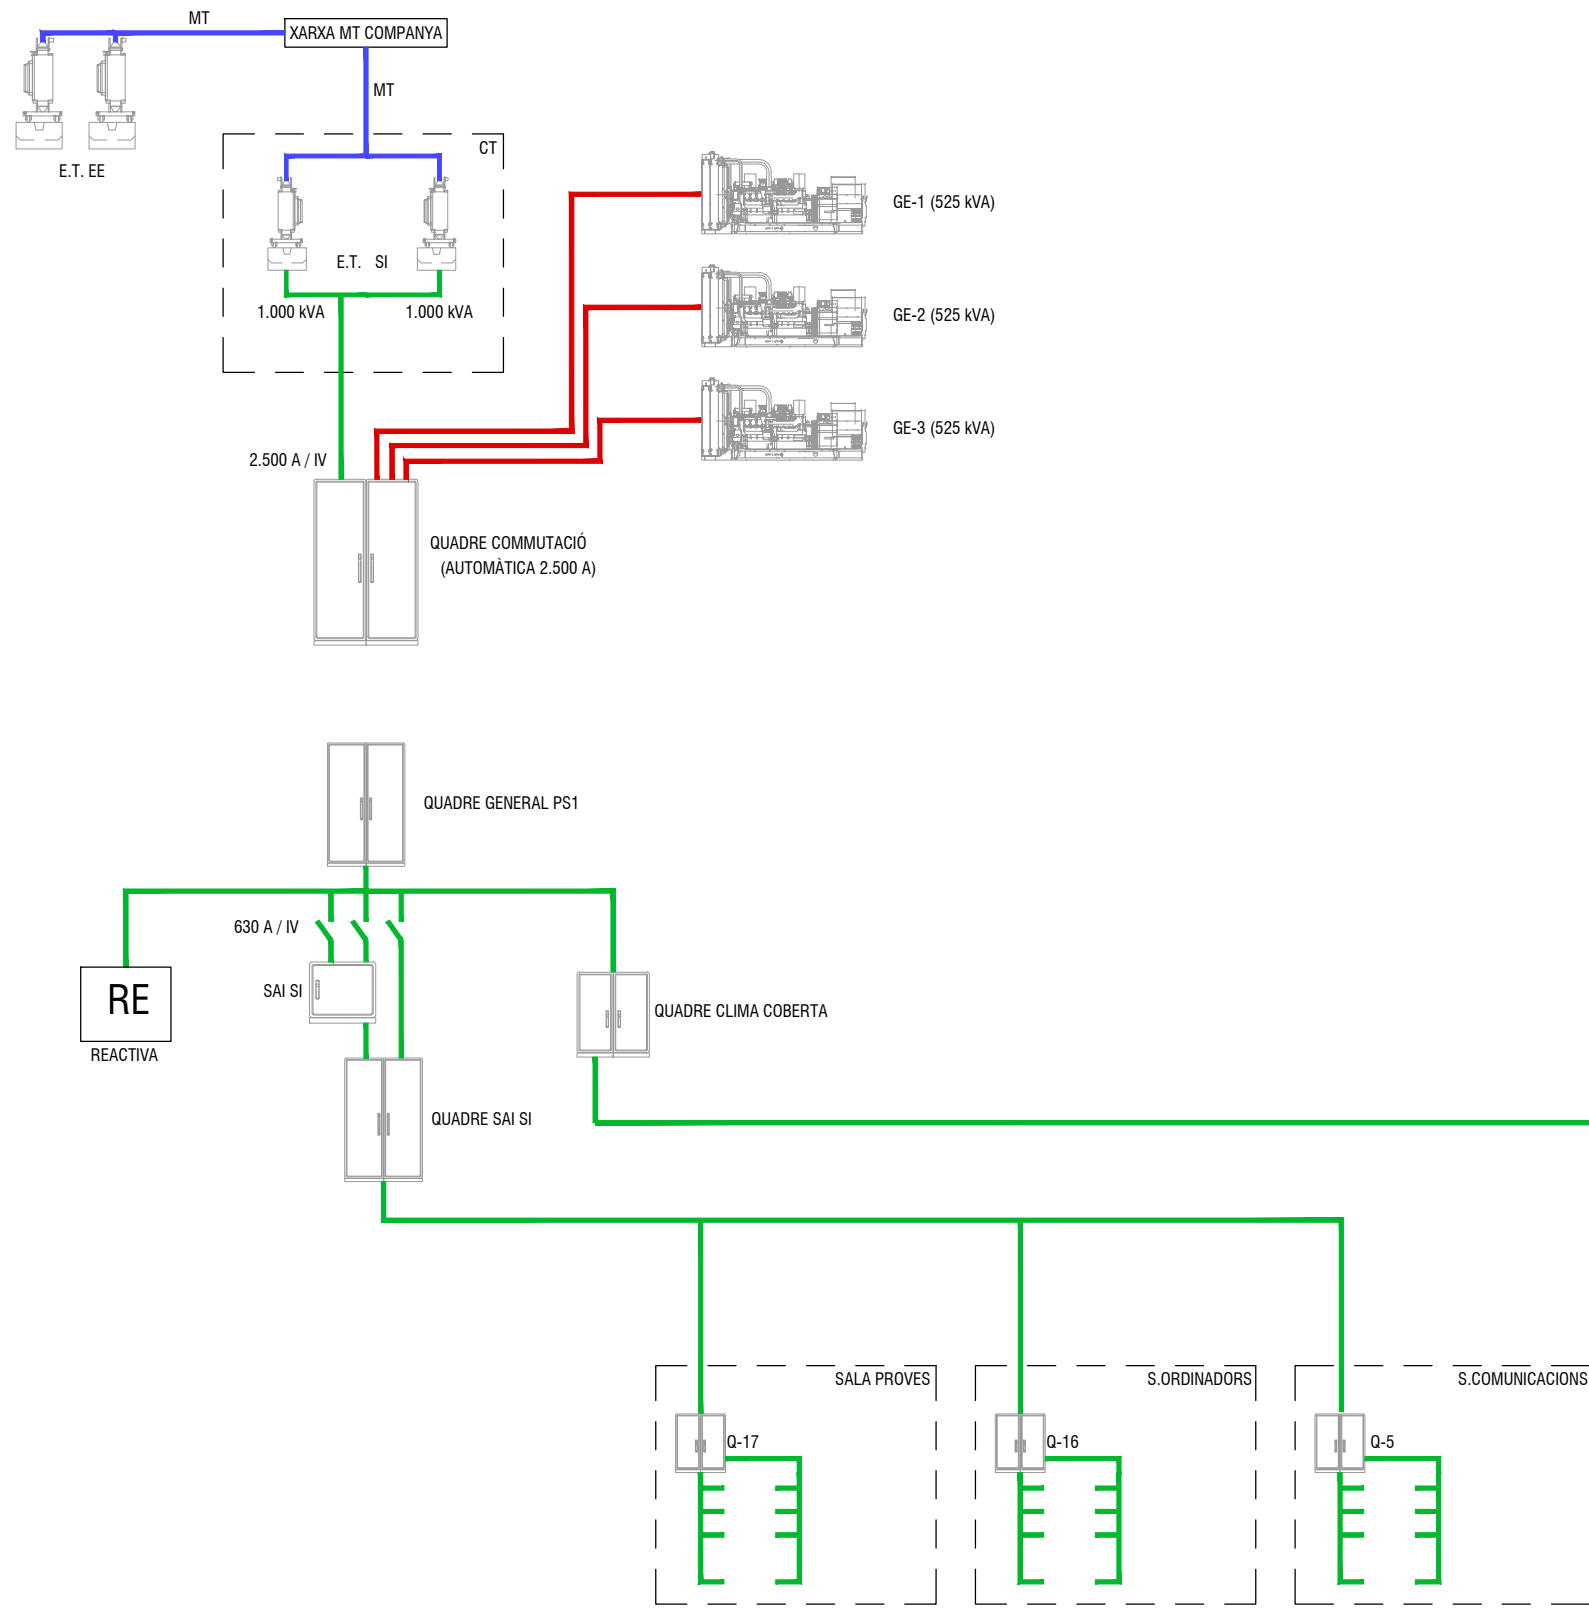 MT
XARXA MT COMPANYA
MT
CT
E.T. EE
GE-1 (525 kVA)
E.T. SI
1.000 kVA
1.000 kVA
GE-2 (525 kVA)
GE-3 (525 kVA)
2.500 A / IV
QUADRE COMMUTACIÓ
(AUTOMÀTICA 2.500 A)
QUADRE GENERAL PS1
630 A / IV
SAI SI
RE
QUADRE CLIMA COBERTA
REACTIVA
QUADRE SAI SI
SALA PROVES
S.ORDINADORS
S.COMUNICACIONS
Q-17
Q-16
Q-5